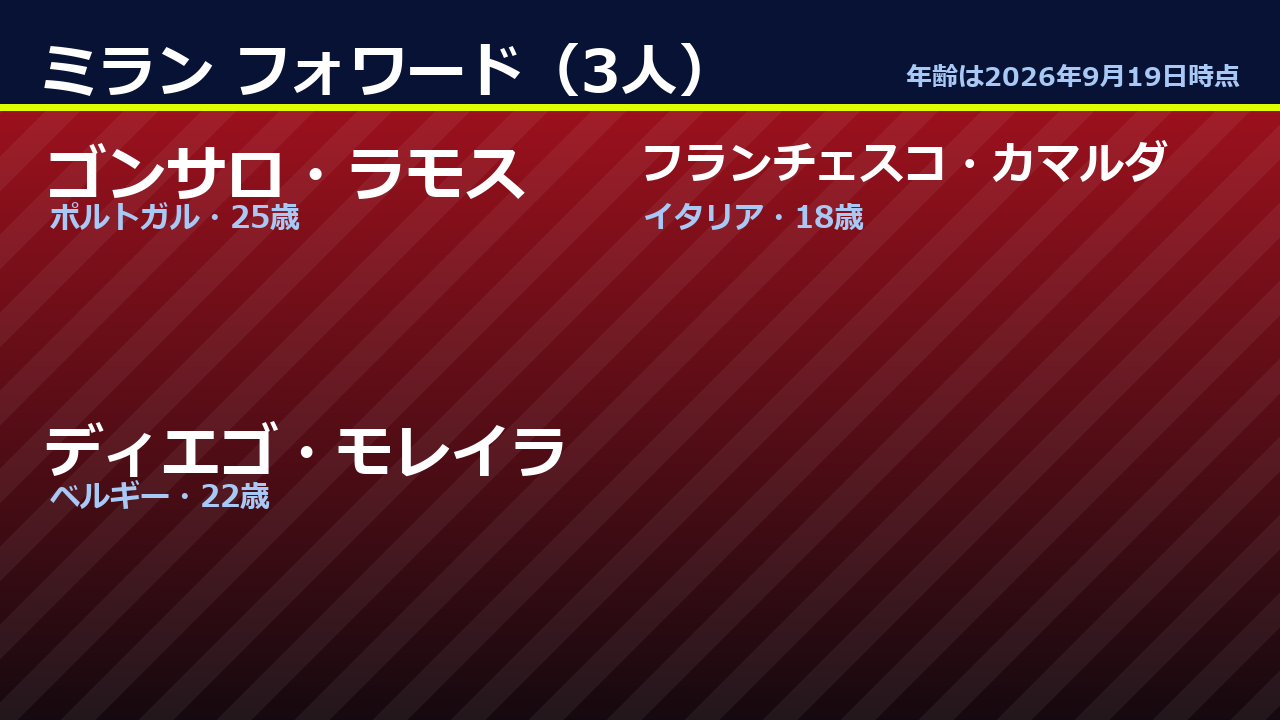 ミラン フォワード（3人）
年齢は2026年9月19日時点
ゴンサロ・ラモス
ポルトガル・25歳
フランチェスコ・カマルダ
イタリア・18歳
ディエゴ・モレイラ
ベルギー・22歳